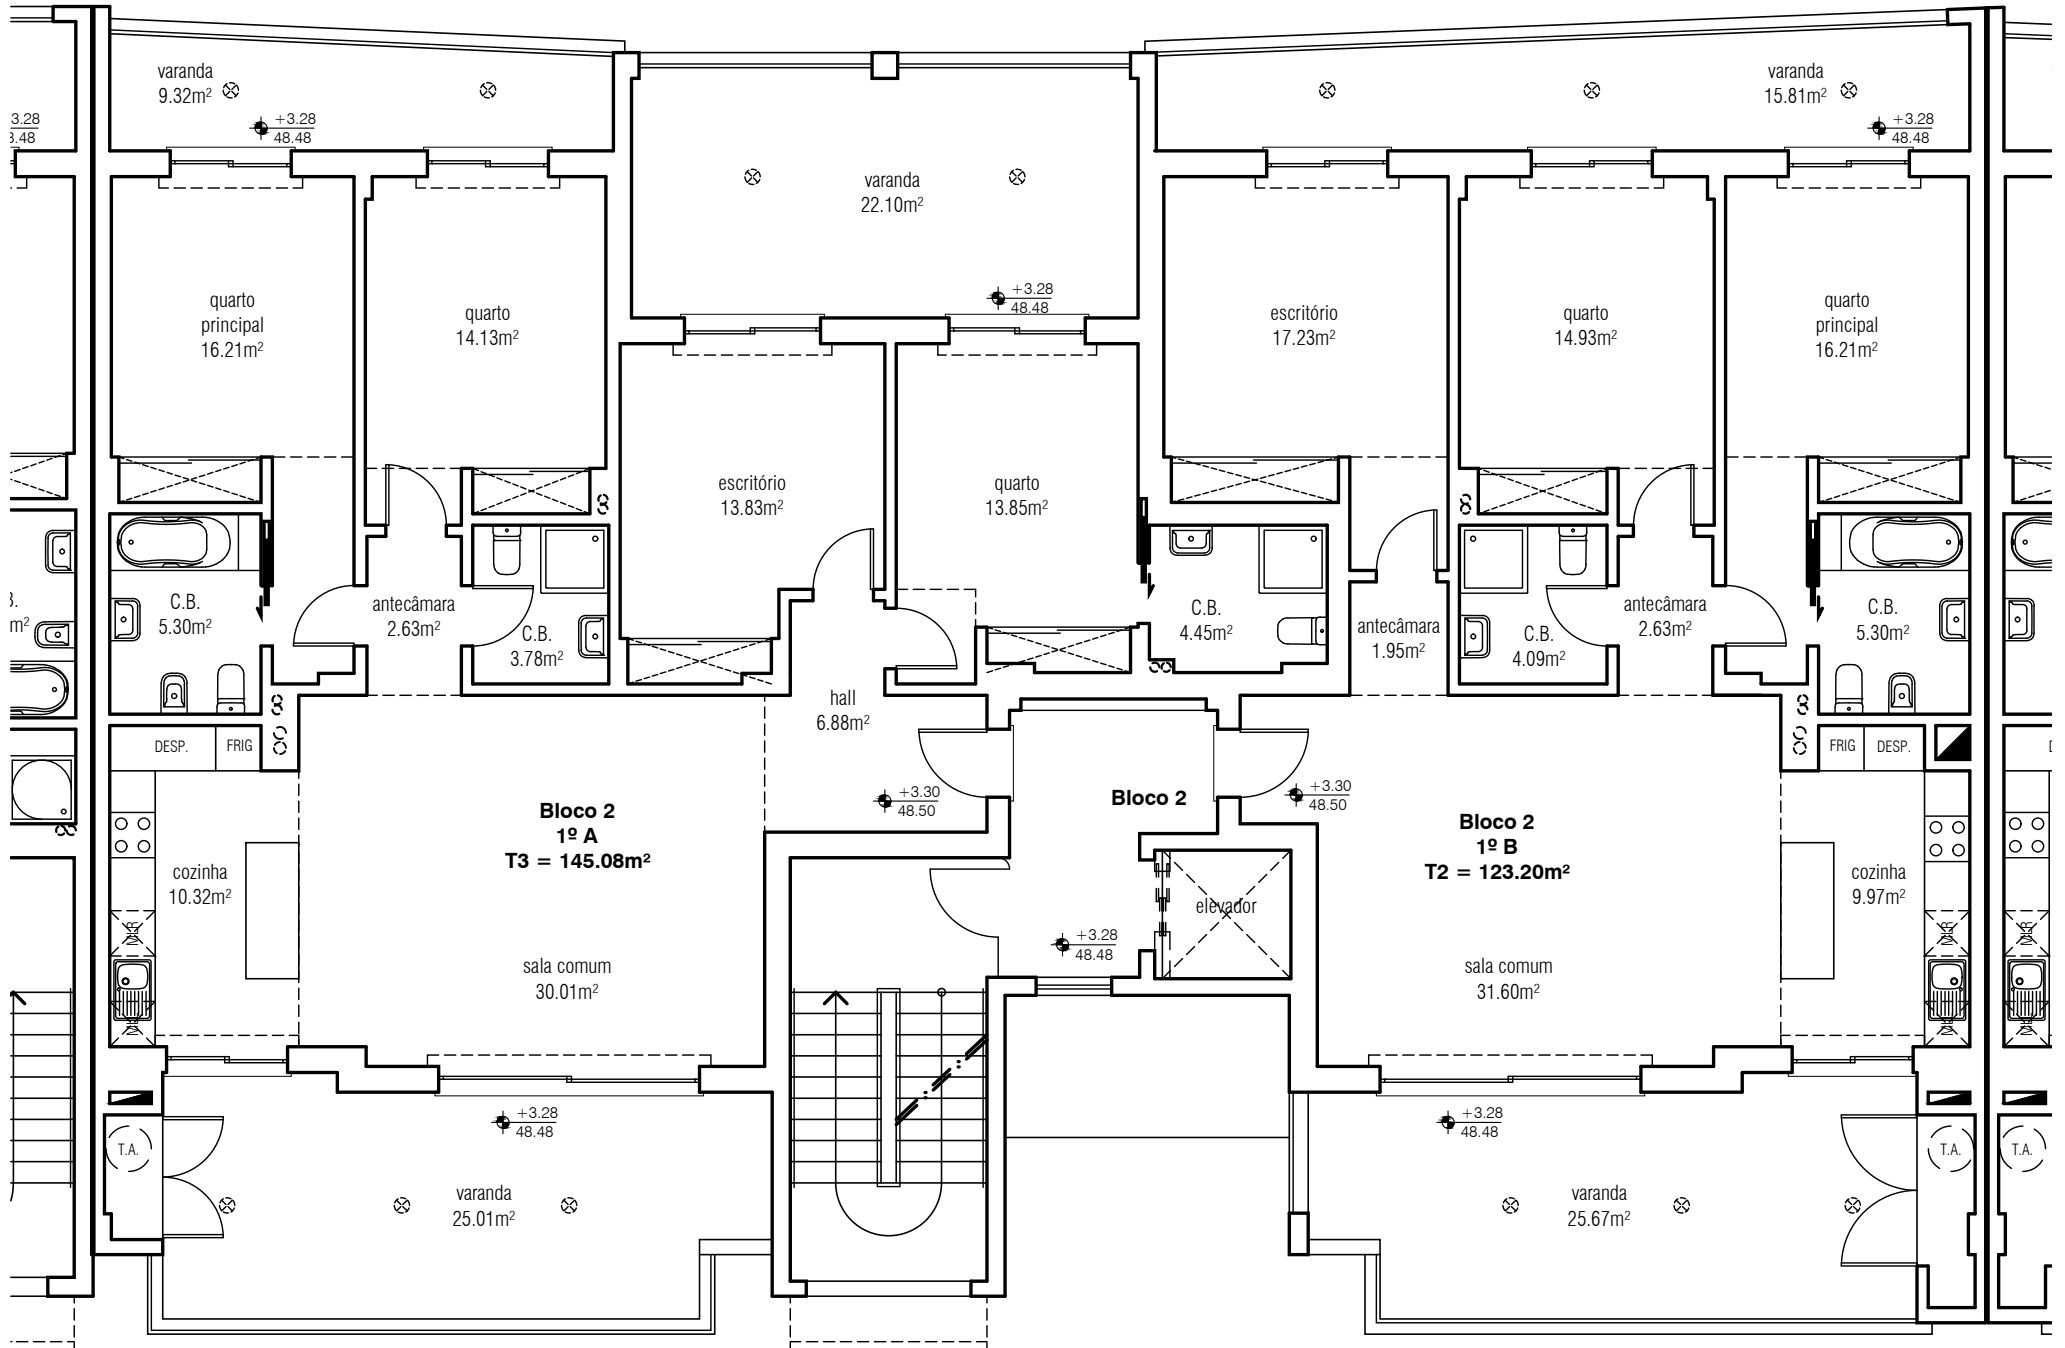 varanda
9.32m²
+3.28
48.48
varanda
22.10m²
+3.28
48.48
varanda
15.81m²
+3.28
48.48
3.28
quarto
principal
16.21m²
quarto
14.13m²
escritório
13.83m²
quarto
13.85m²
escritório
17.23m²
quarto
14.93m²
quarto
principal
16.21m²
C.B.
5.30m²
antecâmara
2.63m²
C.B.
3.78m²
C.B.
4.45m²
antecâmara
1.95m²
C.B.
4.09m²
antecâmara
2.63m²
C.B.
5.30m²
m²
hall
6.88m²
DESP.
FRIG
+3.30
48.50
Bloco 2
+3.30
48.50
FRIG
DESP.
Bloco 2
1º A
T3 = 145.08m²
Bloco 2
1º B
T2 = 123.20m²
cozinha
10.32m²
elevador
cozinha
9.97m²
+3.28
48.48
sala comum
30.01m²
sala comum
31.60m²
+3.28
48.48
+3.28
48.48
T.A.
T.A.
T.A.
varanda
25.01m²
varanda
25.67m²